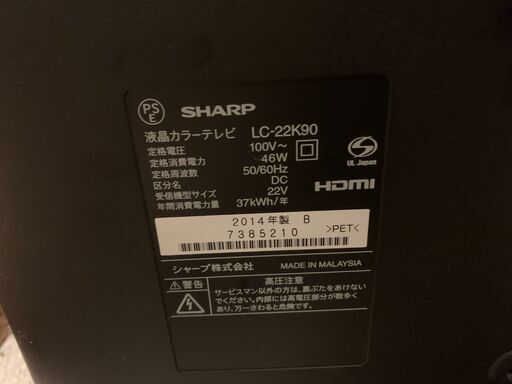 PS
E
SHARP
液晶カラーテレビ LC-22K90
定格電圧 100V~
定格消費電力 46W
定格周波数 50/60Hz
区分名 DC
受信機型サイズ 22V
年間消費電力量 37kWh/年
UL Japan
HDMI
2014年製 B
7385210
>PET<
シャープ株式会社 MADE IN MALAYSIA
警告 高圧注意
サービスマン以外の方は、裏ぶたをあけない
でください。内部には高電圧部分が数多く
あり、万一さわると危険です。